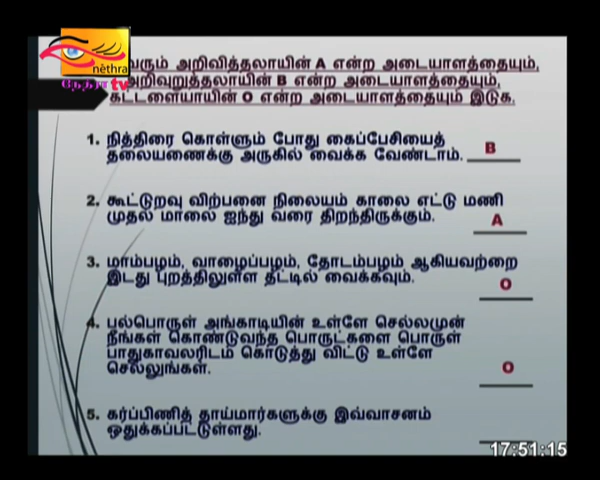 nēthra
நேத்ரா tv
வரும் அறிவித்தலாயின் A என்ற அடையாளத்தையும்,
அறிவுறுத்தலாயின் B என்ற அடையாளத்தையும்,
கட்டளையாயின் O என்ற அடையாளத்தையும் இடுக.
1. நித்திரை கொள்ளும் போது கைப்பேசியைத்
தலையணைக்கு அருகில் வைக்க வேண்டாம். B
2. கூட்டுறவு விற்பனை நிலையம் காலை எட்டு மணி
முதல் மாலை ஐந்து வரை திறந்திருக்கும். A
3. மாம்பழம், வாழைப்பழம், தோடம்பழம் ஆகியவற்றை
இடது புறத்திலுள்ள தட்டில் வைக்கவும். O
4. பல்பொருள் அங்காடியின் உள்ளே செல்லமுன்
நீங்கள் கொண்டுவந்த பொருட்களை பொருள்
பாதுகாவலரிடம் கொடுத்து விட்டு உள்ளே
செல்லுங்கள். O
5. கர்ப்பிணித் தாய்மார்களுக்கு இவ்வாசனம்
ஒதுக்கப்பட்டுள்ளது.
17:51:15